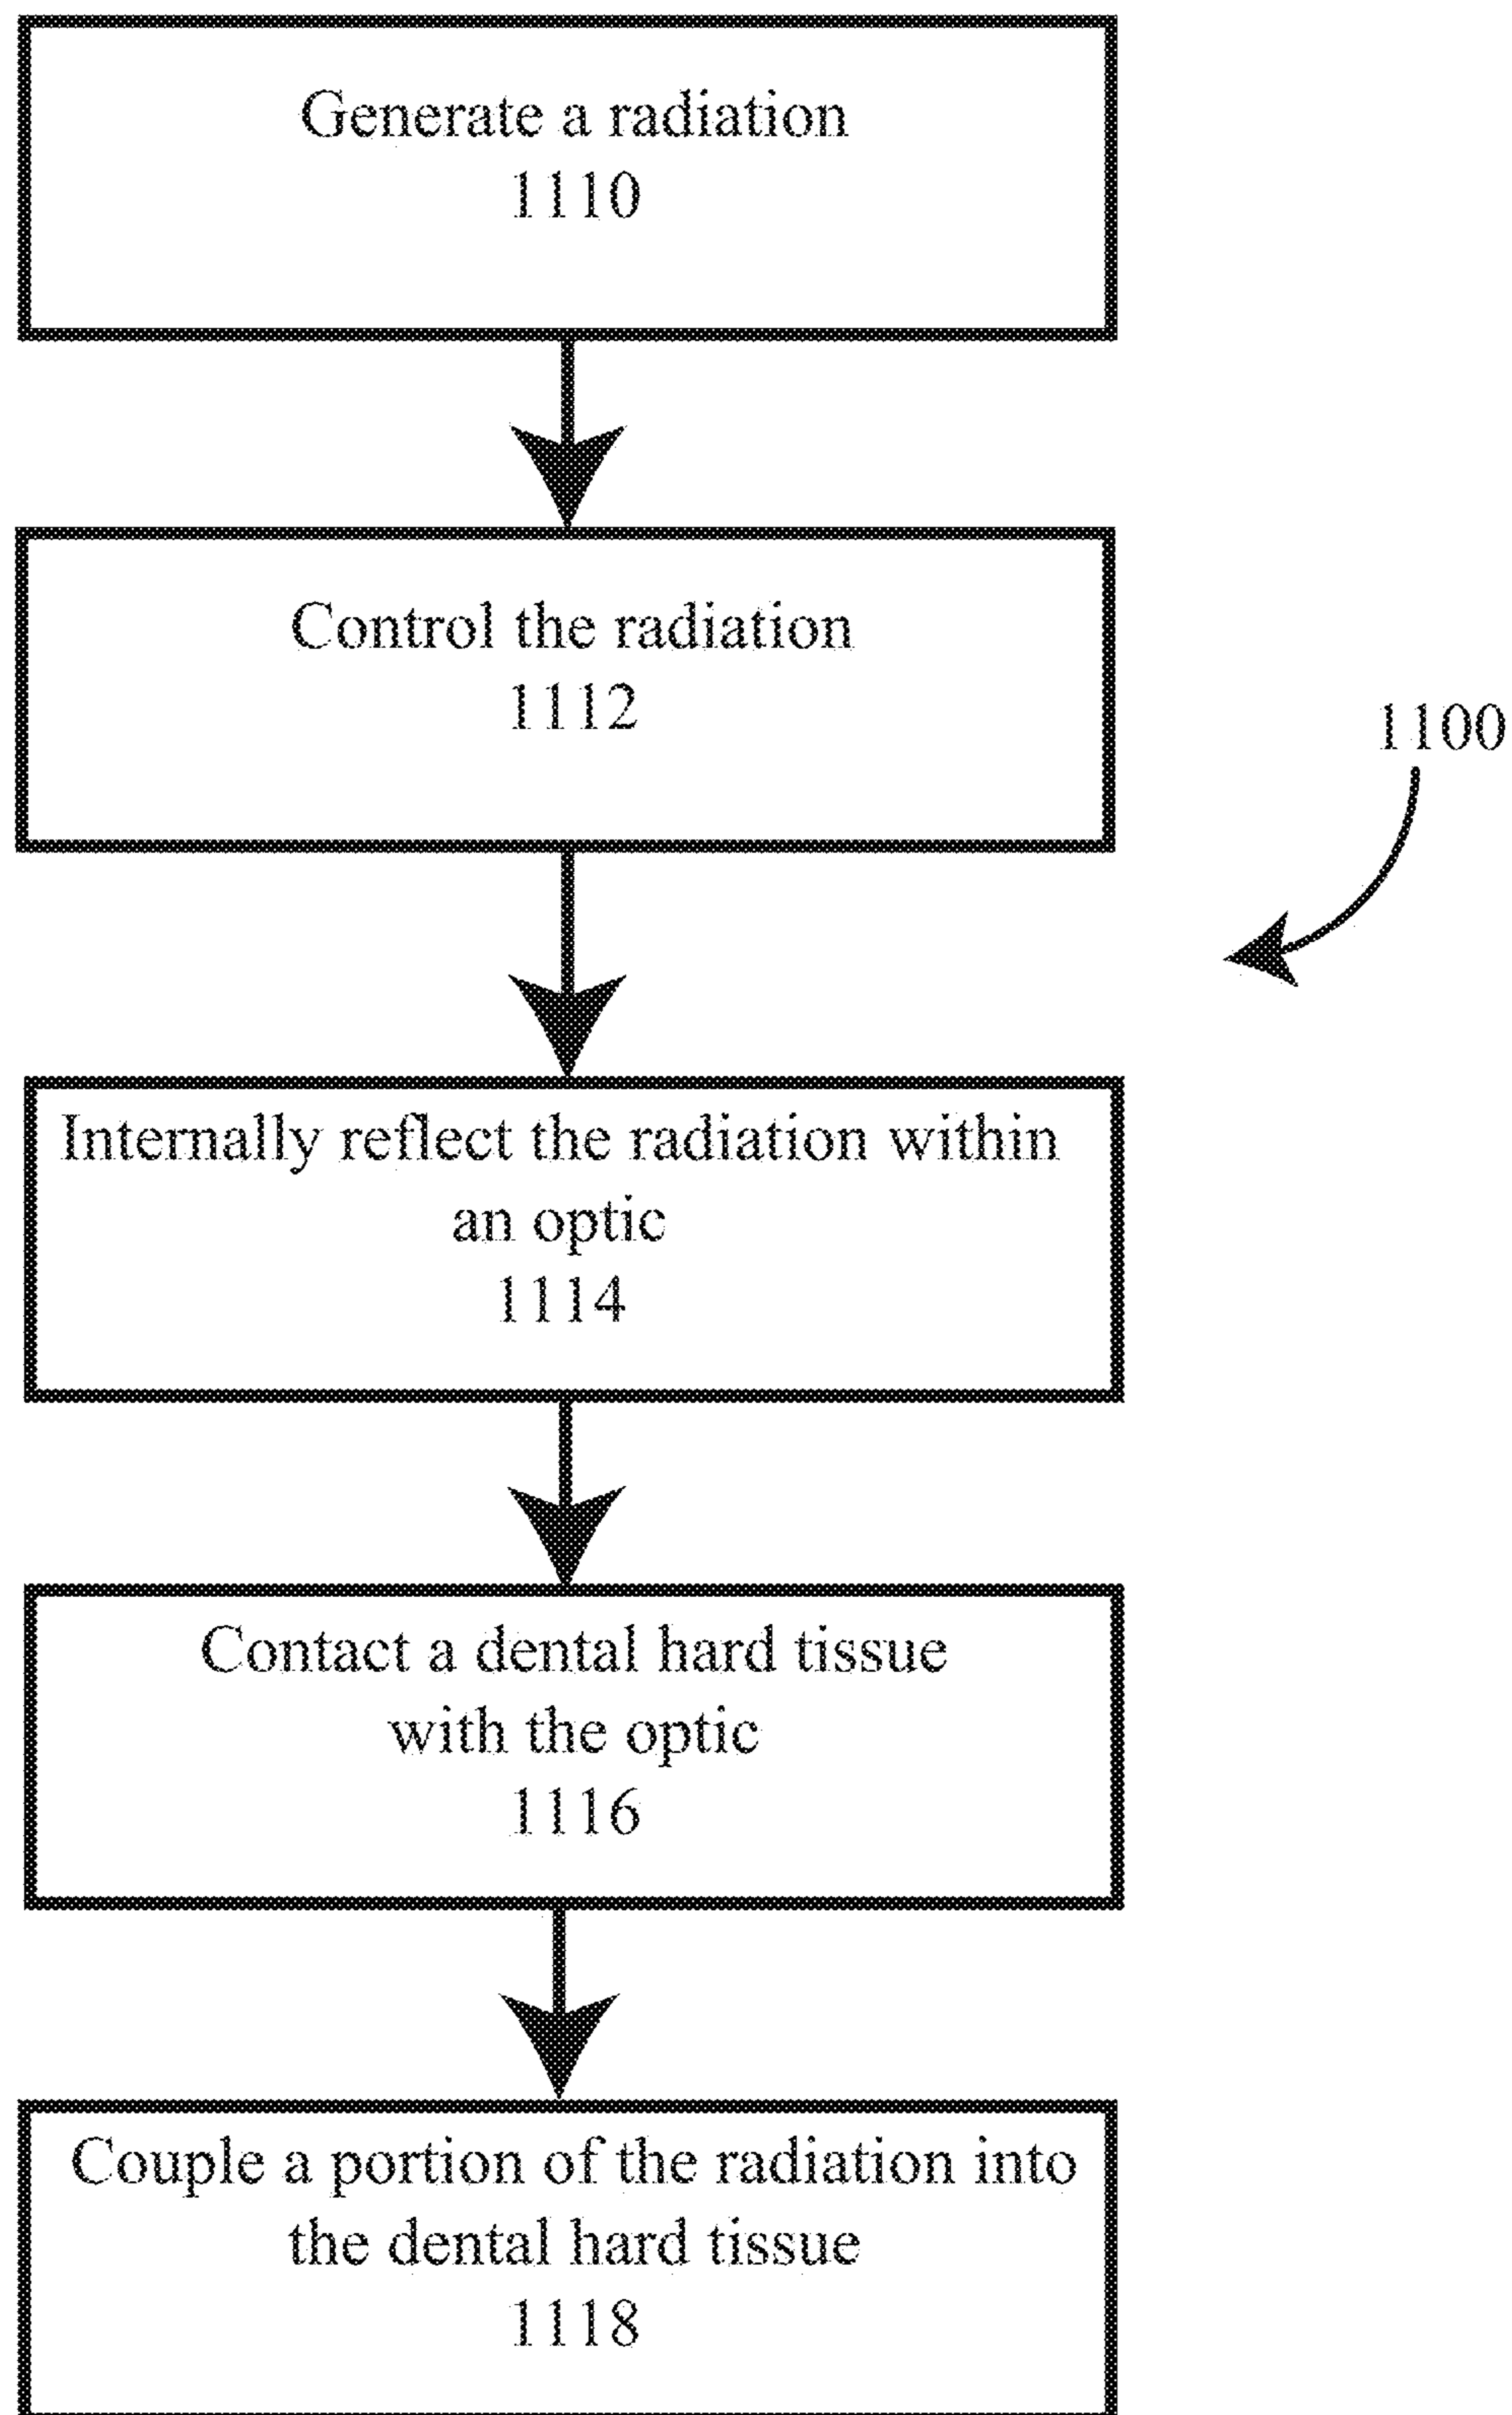 Generate a radiation
1110
Control the radiation
1112
1100
Internally reflect the radiation within
an optic
1114
Contact a dental hard tissue
with the optic
1116
Couple a portion of the radiation into
the dental hard tissue
1118